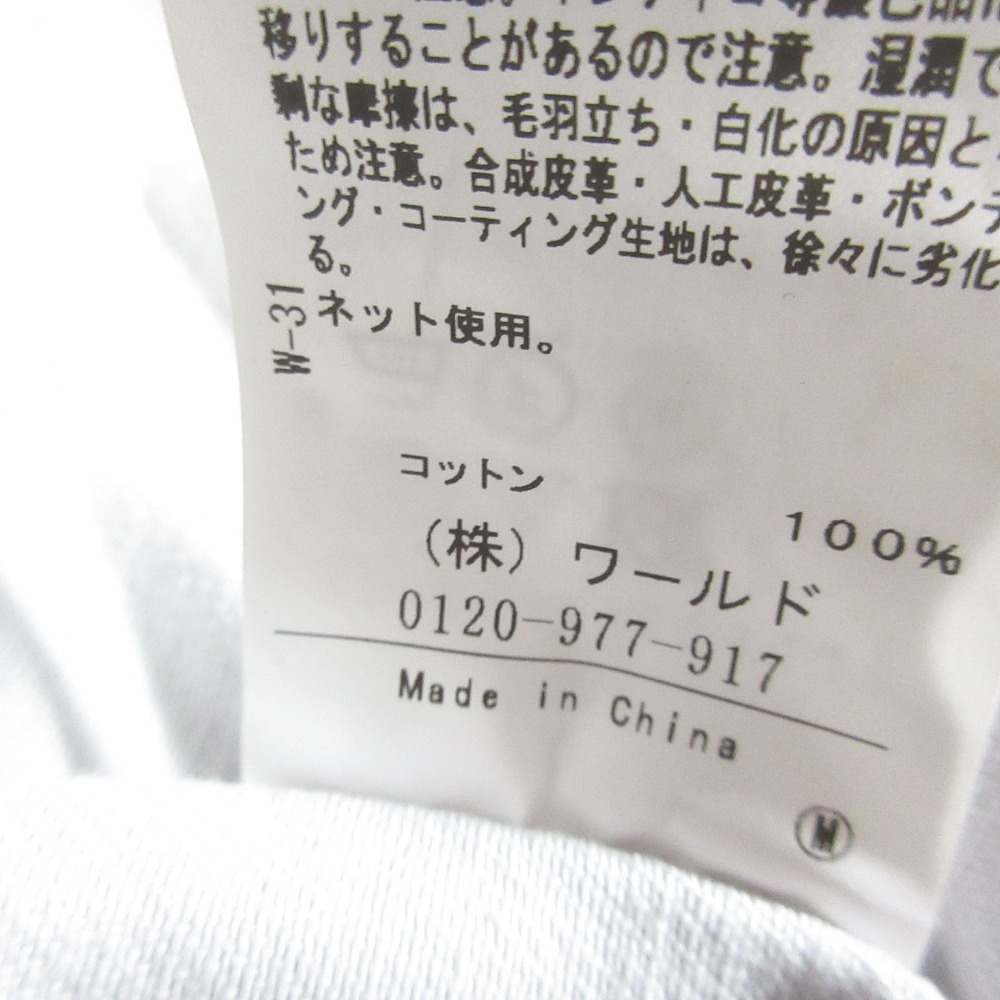 移りすることがあるので注意。湿潤で
剰な摩擦は、毛羽立ち・白化の原因と
ため注意。合成皮革・人工皮革・ボンデ
ング・コーティング生地は、徐々に劣化
る。
W-31
ネット使用。
コットン 100%
(株) ワールド
0120-977-917
Made in China
M